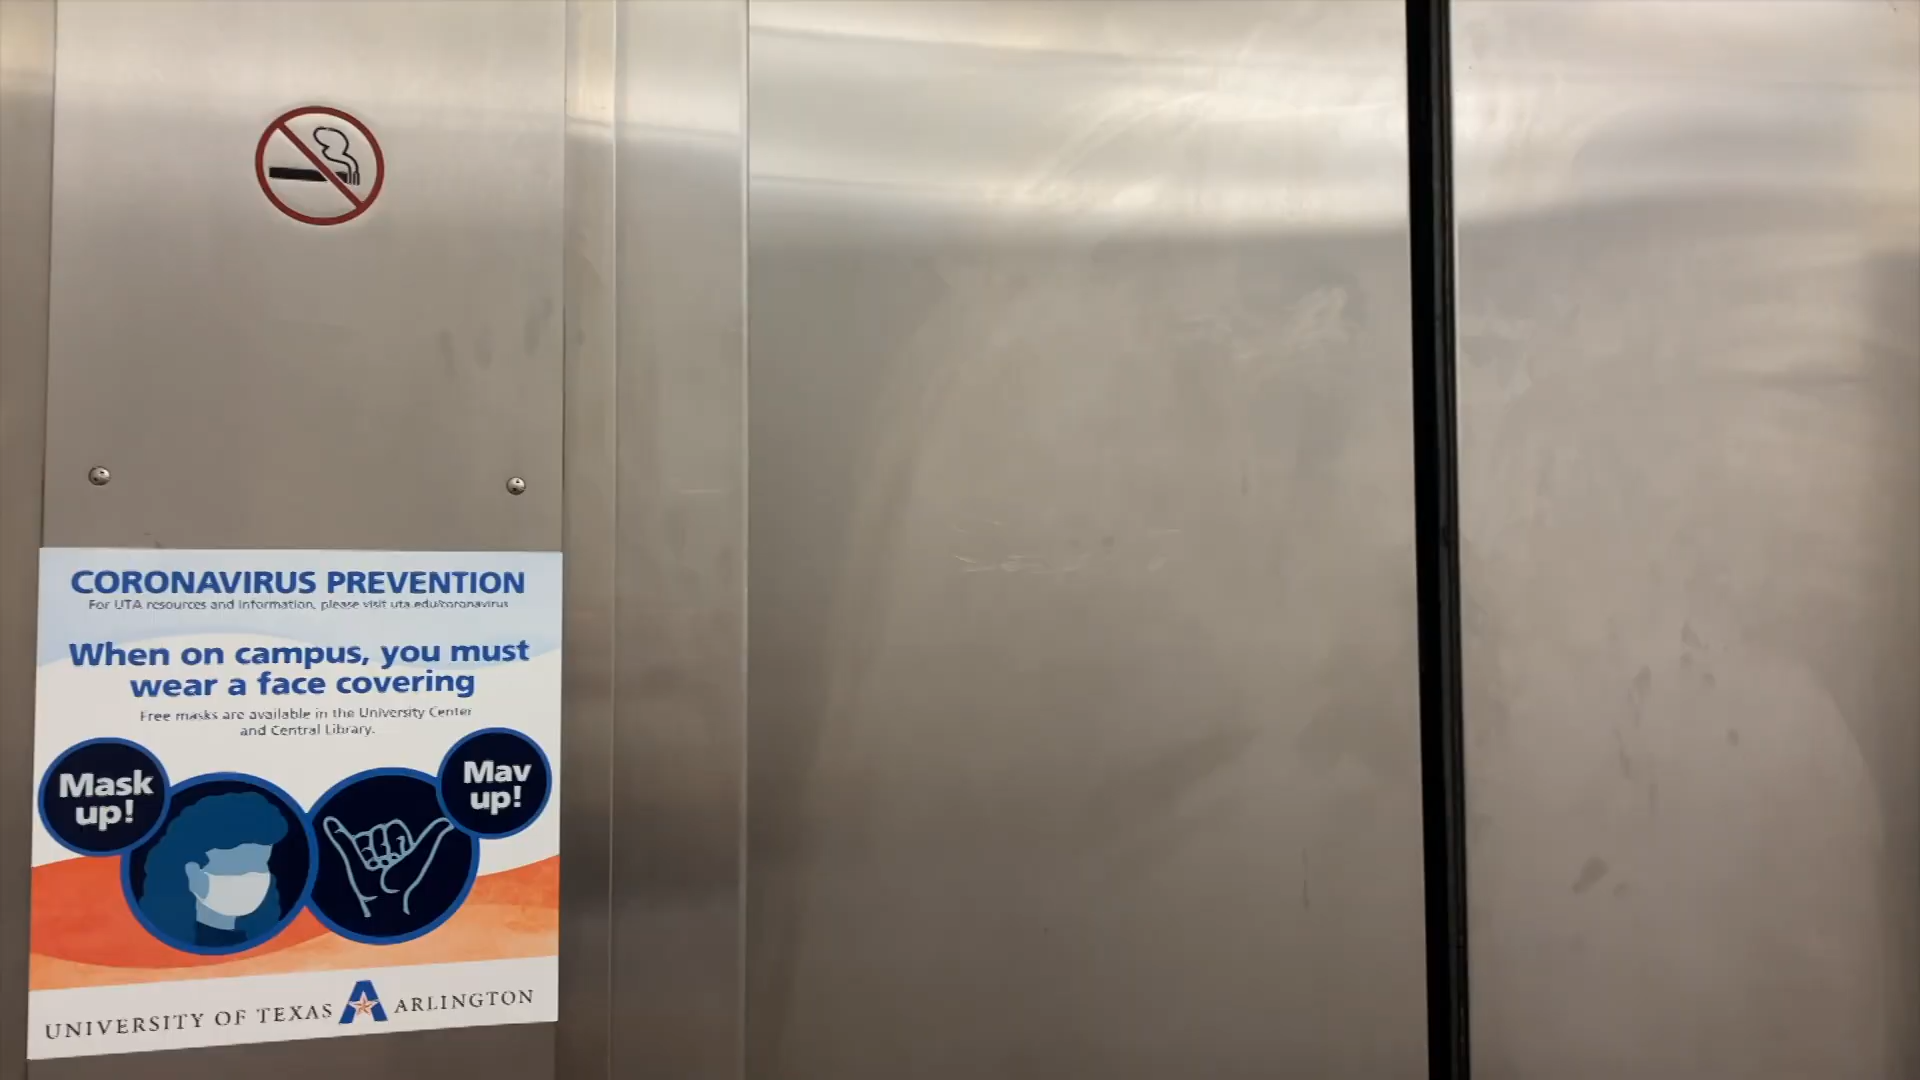 CORONAVIRUS PREVENTION
For UTA resources and information, please visit uta.edu/coronavirus
When on campus, you must
wear a face covering
Free masks are available in the University Center
and Central Library.
Mask
up!
Mav
up!
UNIVERSITY OF TEXAS A ARLINGTON